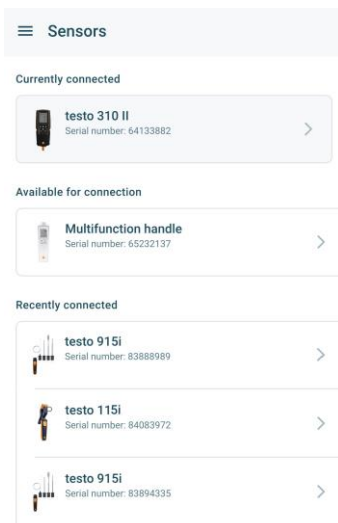 Sensors
Currently connected
testo 310 II
Serial number: 64133882
Available for connection
Multifunction handle
Serial number: 65232137
Recently connected
testo 915i
Serial number: 83888989
testo 115i
Serial number: 84083972
testo 915i
Serial number: 83894335